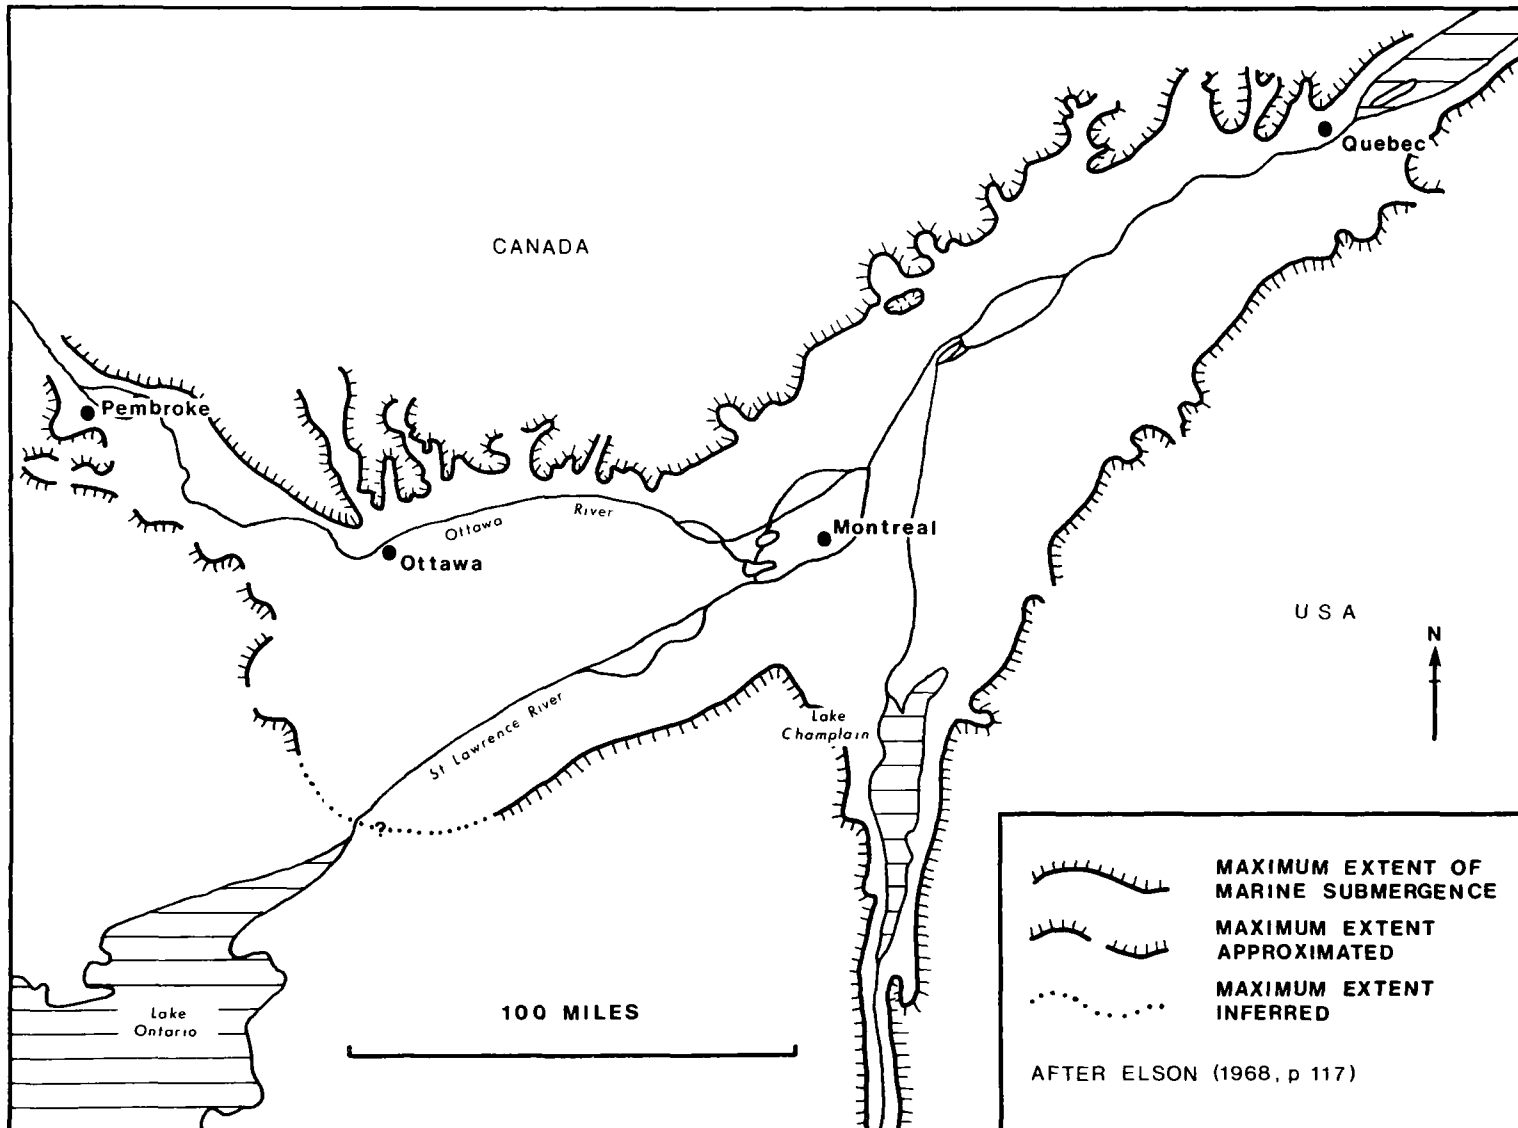 Quebec
CANADA
Pembroke
Ottawa
River
Montreal
Ottawa
USA
N
St Lawrence River
Lake
Champlain
?
MAXIMUM EXTENT OF
MARINE SUBMERGENCE
MAXIMUM EXTENT
APPROXIMATED
MAXIMUM EXTENT
INFERRED
100 MILES
Lake
Ontario
AFTER ELSON (1968, p 117)